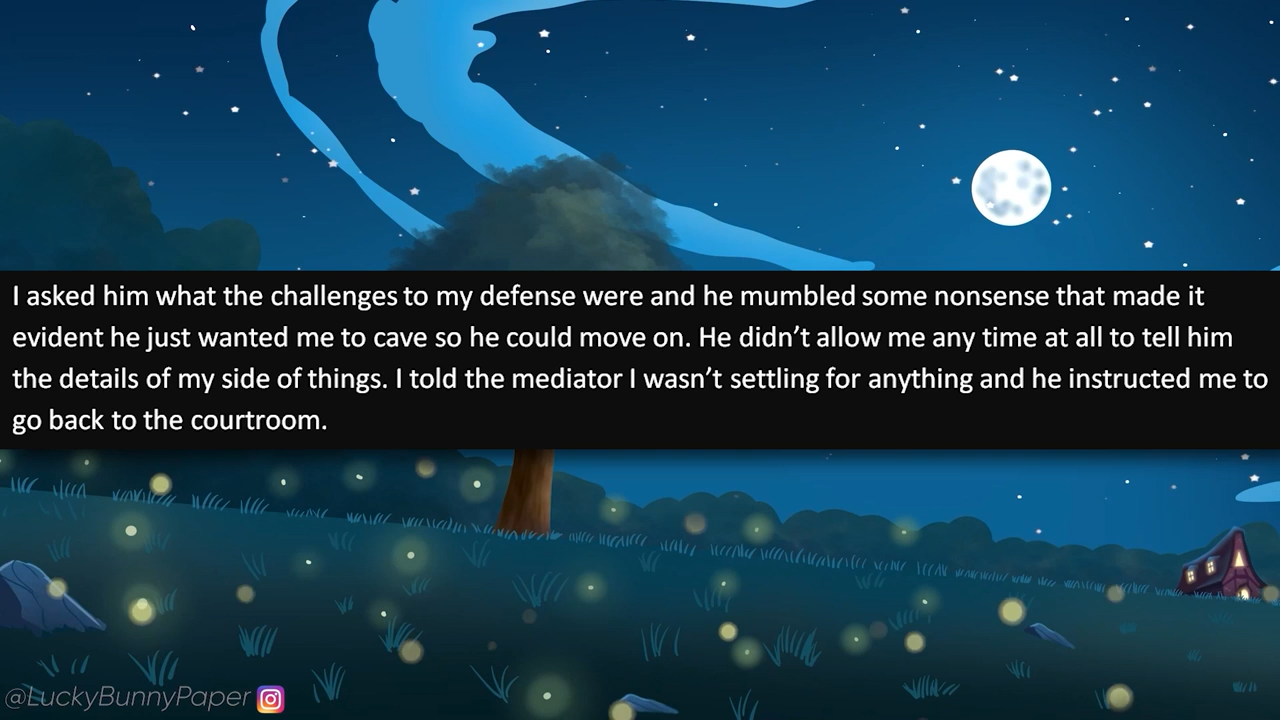 I asked him what the challenges to my defense were and he mumbled some nonsense that made it
evident he just wanted me to cave so he could move on. He didn’t allow me any time at all to tell him
the details of my side of things. I told the mediator I wasn’t settling for anything and he instructed me to
go back to the courtroom.
@LuckyBunnyPaper